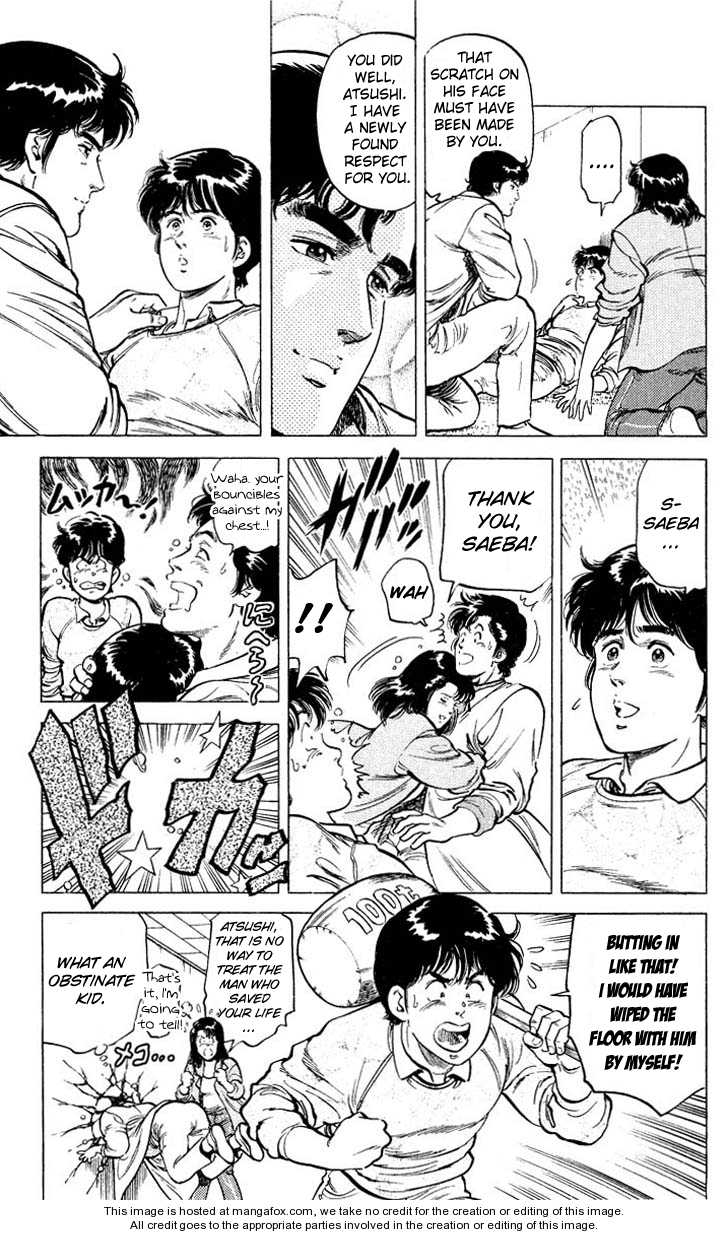 THAT
SCRATCH ON
HIS FACE
MUST HAVE
BEEN MADE
BY YOU.
....
YOU DID
WELL,
ATSUSHI.
I HAVE
A NEWLY
FOUND
RESPECT
FOR YOU.
S-
SAEBA
...
THANK
YOU,
SAEBA!
WAH
!!
Waha. your
bouncibles
against my
chest...!
ムッカ〜!
にへら〜
ドカン
BUTTING IN
LIKE THAT!
I WOULD HAVE
WIPED THE
FLOOR WITH HIM
BY MYSELF!
100t
ATSUSHI,
THAT IS NO
WAY TO
TREAT THE
MAN WHO
SAVED
YOUR LIFE
...
That's
it, I'm
going
to tell!
WHAT AN
OBSTINATE
KID.
メコ...
This image is hosted at mangafox.com, we take no credit for the creation or editing of this image.
All credit goes to the appropriate parties involved in the creation or editing of this image.